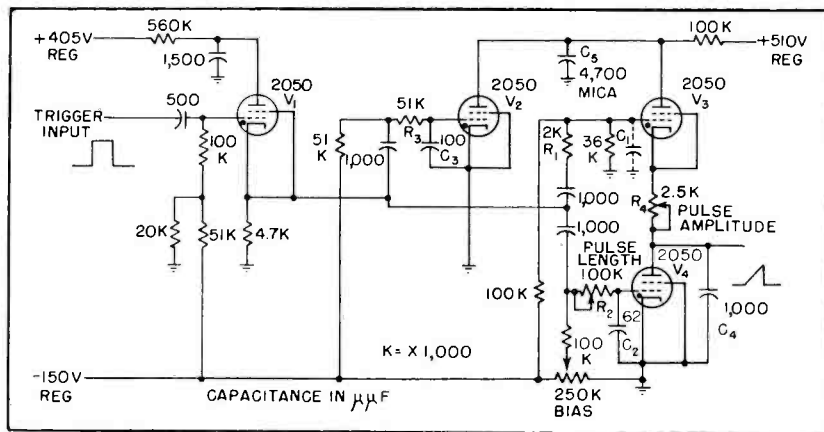 560K
+405V
REG
1,500
2050
V1
500
TRIGGER
INPUT
100
K
20K
51K
4.7K
51
K
1,000
51K
R3
100
C3
2050
V2
C5
4,700
MICA
100K
+510V
REG
2050
V3
2K
R1
36
K
C1
1,000
1,000
2.5K
R4
PULSE
AMPLITUDE
PULSE
LENGTH
100K
R2
2050
V4
62
C2
1,000
C4
100K
100
K
K= X 1,000
-150V
REG
CAPACITANCE IN μμF
250K
BIAS